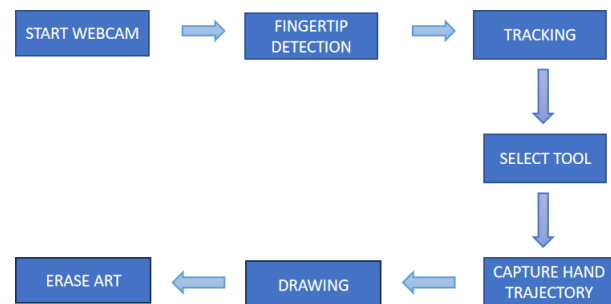 START WEBCAM
FINGERTIP
DETECTION
TRACKING
SELECT TOOL
CAPTURE HAND
TRAJECTORY
DRAWING
ERASE ART